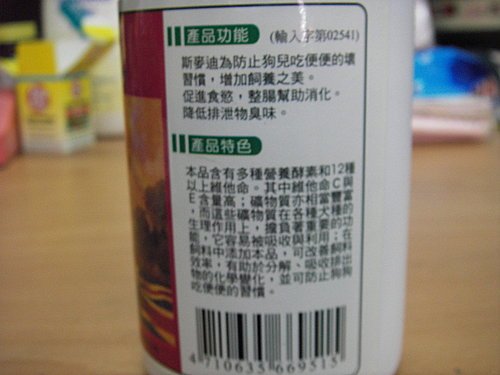 產品功能 (輸入字第02541)
斯麥迪為防止狗兒吃便便的壞
習慣，增加飼養之美。
促進食慾，整腸幫助消化。
降低排泄物臭味。
產品特色
本品含有多種營養酵素和12種
以上維他命。其中維他命C與
E含量高；礦物質亦相當豐富
，而這些礦物質在各種犬種的
生理作用上，擔負著重要的功
能，它容易被吸收與利用；在
飼料中添加本品，可改善飼料
效率，有助於分解、吸收排出
物的化學變化，並可防止狗狗
吃便便的習慣。
4 710635 669515